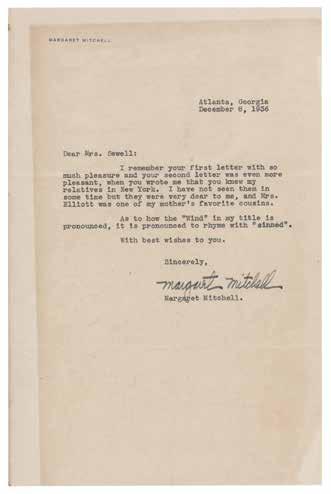 MARGARET MITCHELL
Atlanta, Georgia
December 8, 1936
Dear Mrs. Sewell:
I remember your first letter with so
much pleasure and your second letter was even more
pleasant, when you wrote me that you knew my
relatives in New York. I have not seen them in
some time but they were very dear to me, and Mrs.
Elliott was one of my mother's favorite cousins.
As to how the "Wind" in my title is
pronounced, it is pronounced to rhyme with "sinned".
With best wishes to you.
Sincerely,
Margaret Mitchell
Margaret Mitchell.